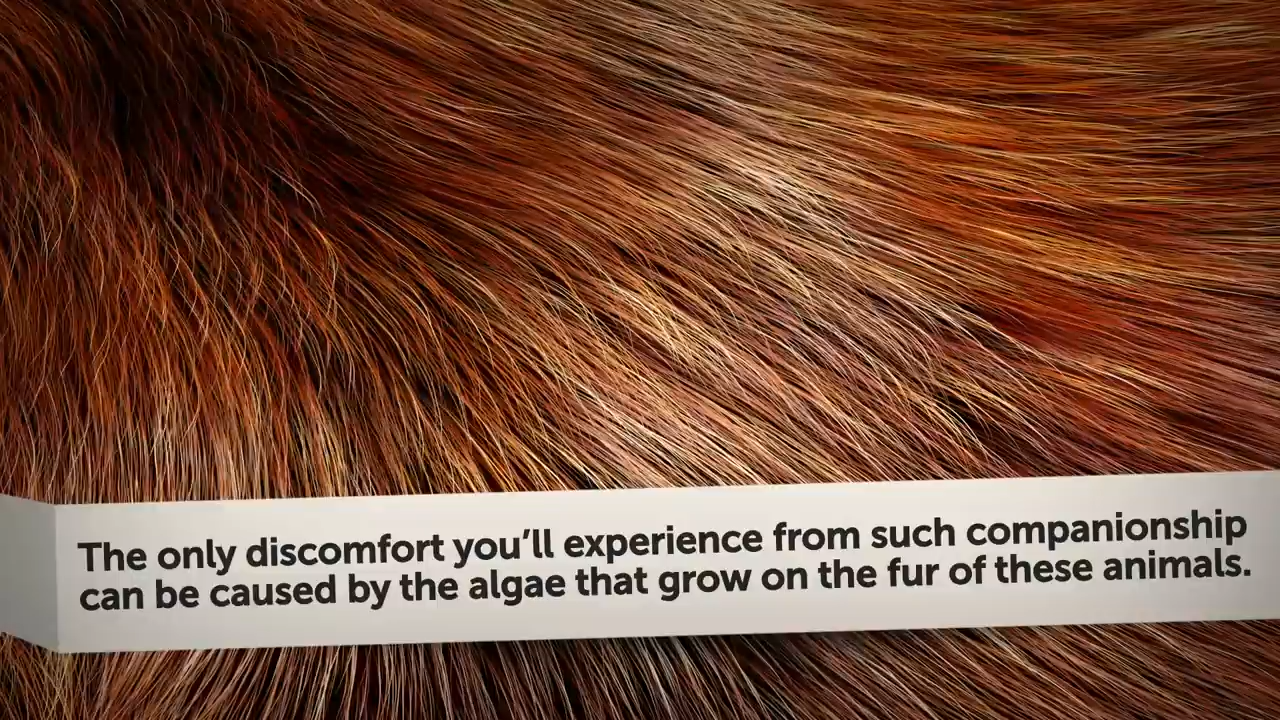 The only discomfort you’ll experience from such companionship
can be caused by the algae that grow on the fur of these animals.